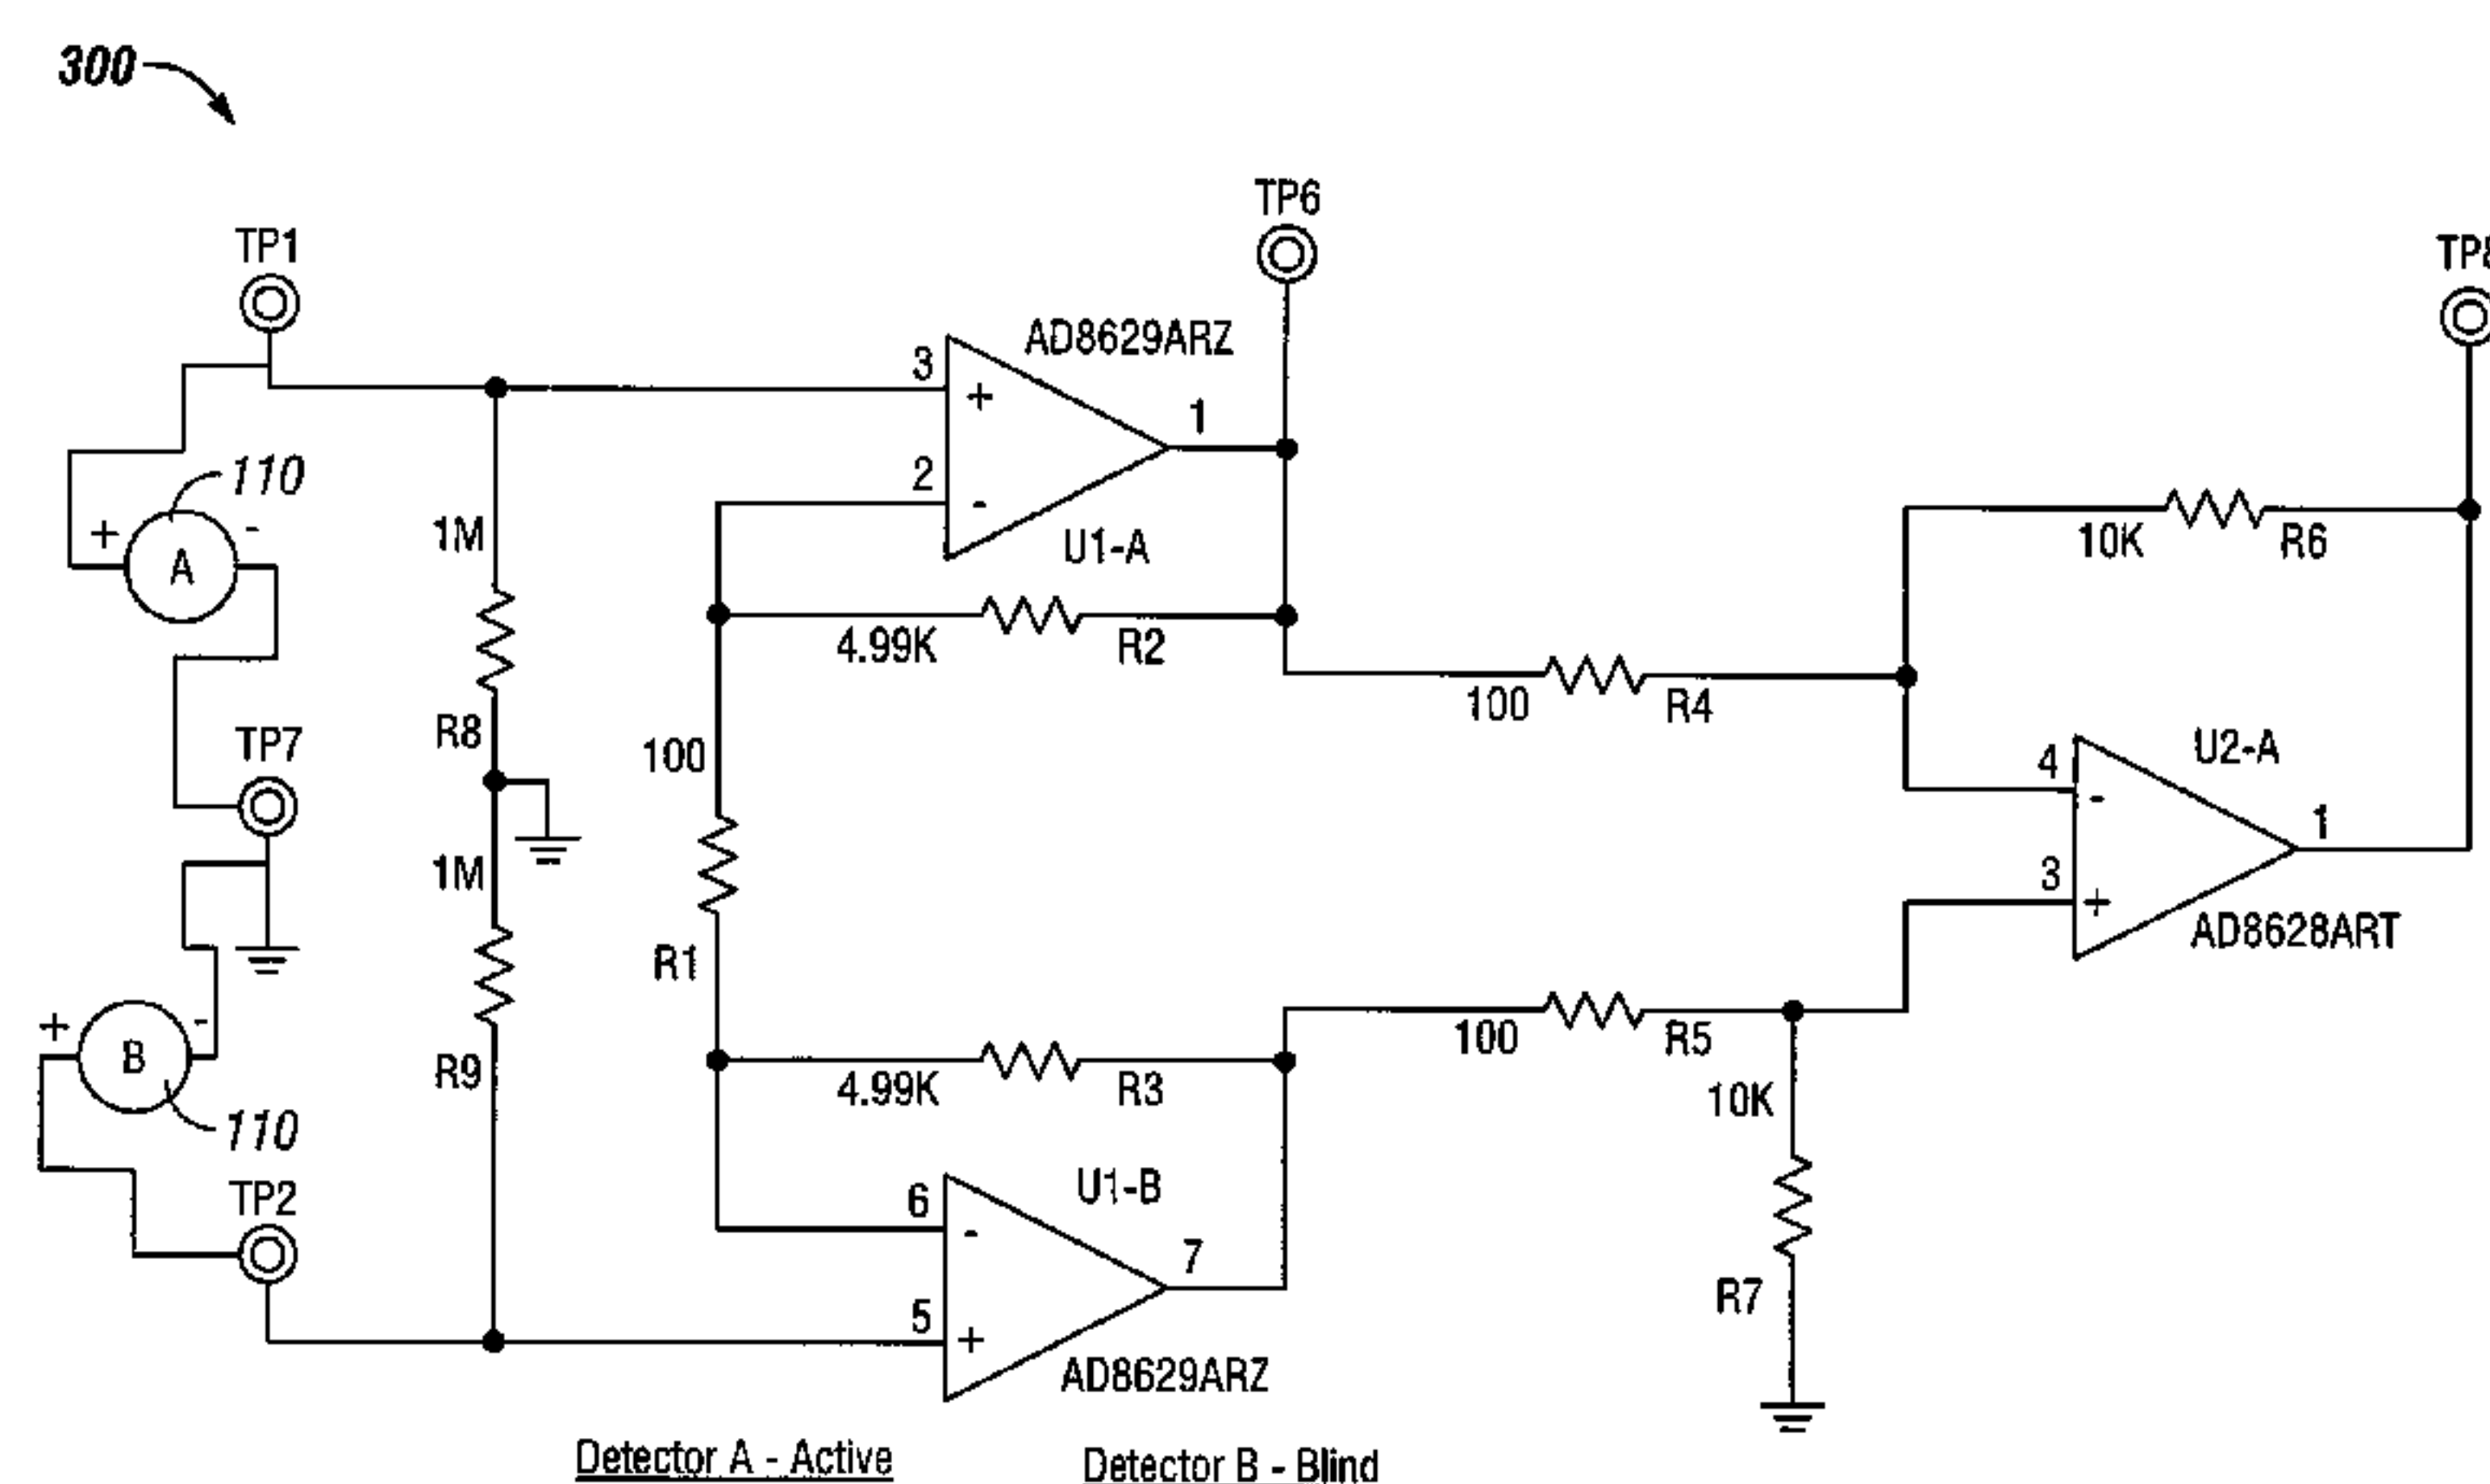 300
TP6
TP1
TP8
AD8629ARZ
3
+
1
2
-
110
+
-
A
1M
U1-A
10K
R6
4.99K
R2
100
R4
R8
TP7
100
U2-A
4
-
1
1M
3
+
AD8628ART
R1
+
-
B
R9
100
R5
4.99K
R3
10K
110
U1-B
TP2
6
-
7
R7
5
+
AD8629ARZ
Detector A - Active
Detector B - Blind